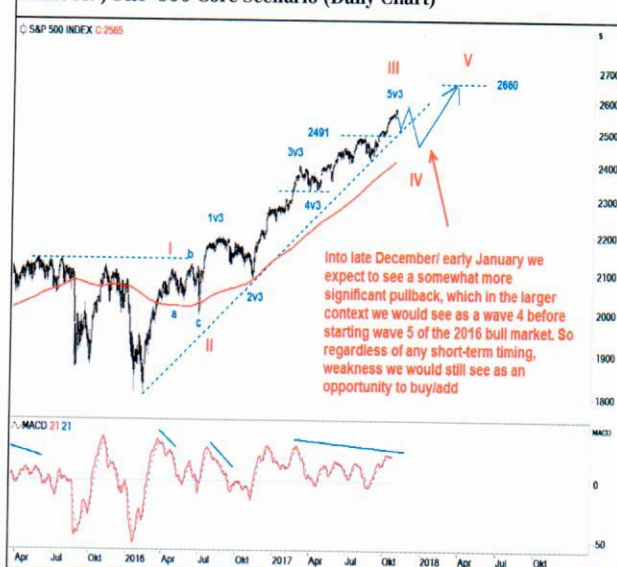 S&P 500 Core Scenario (Daily Chart)
S&P 500 INDEX C:2565
$
III
V
5v3
2660
2700
2600
2491
2500
3v3
2400
IV
4v3
2300
1v3
I
b
2200
2100
a
c
2v3
II
2000
1900
1800
Into late December/ early January we
expect to see a somewhat more
significant pullback, which in the larger
context we would see as a wave 4 before
starting wave 5 of the 2016 bull market. So
regardless of any short-term timing,
weakness we would still see as an
opportunity to buy/add
MACD 21 21
MACD
0
-50
Apr Jul Okt 2016 Apr Jul Okt 2017 Apr Jul Okt 2018 Apr Jul Okt